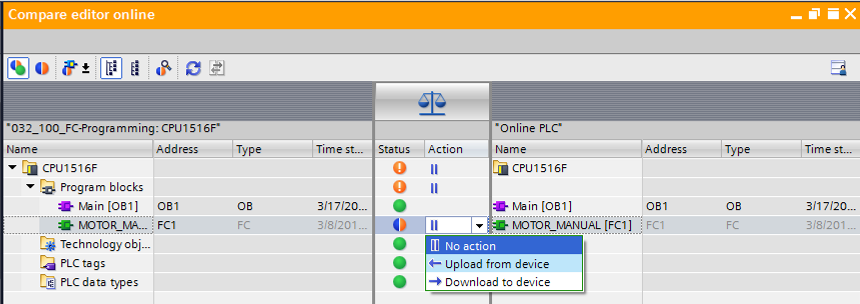 Compare editor online
"032_100_FC-Programming: CPU1516F" "Online PLC"
Name Address Type Time st... Status Action Name Address Type Time st...
CPU1516F CPU1516F
Program blocks
Main [OB1] OB1 OB 3/17/20... Main [OB1] OB1 OB 3/17/20...
MOTOR_MA... FC1 FC 3/8/201... MOTOR_MANUAL [FC1] FC1 FC 3/8/201...
Technology obj... No action
PLC tags Upload from device
PLC data types Download to device